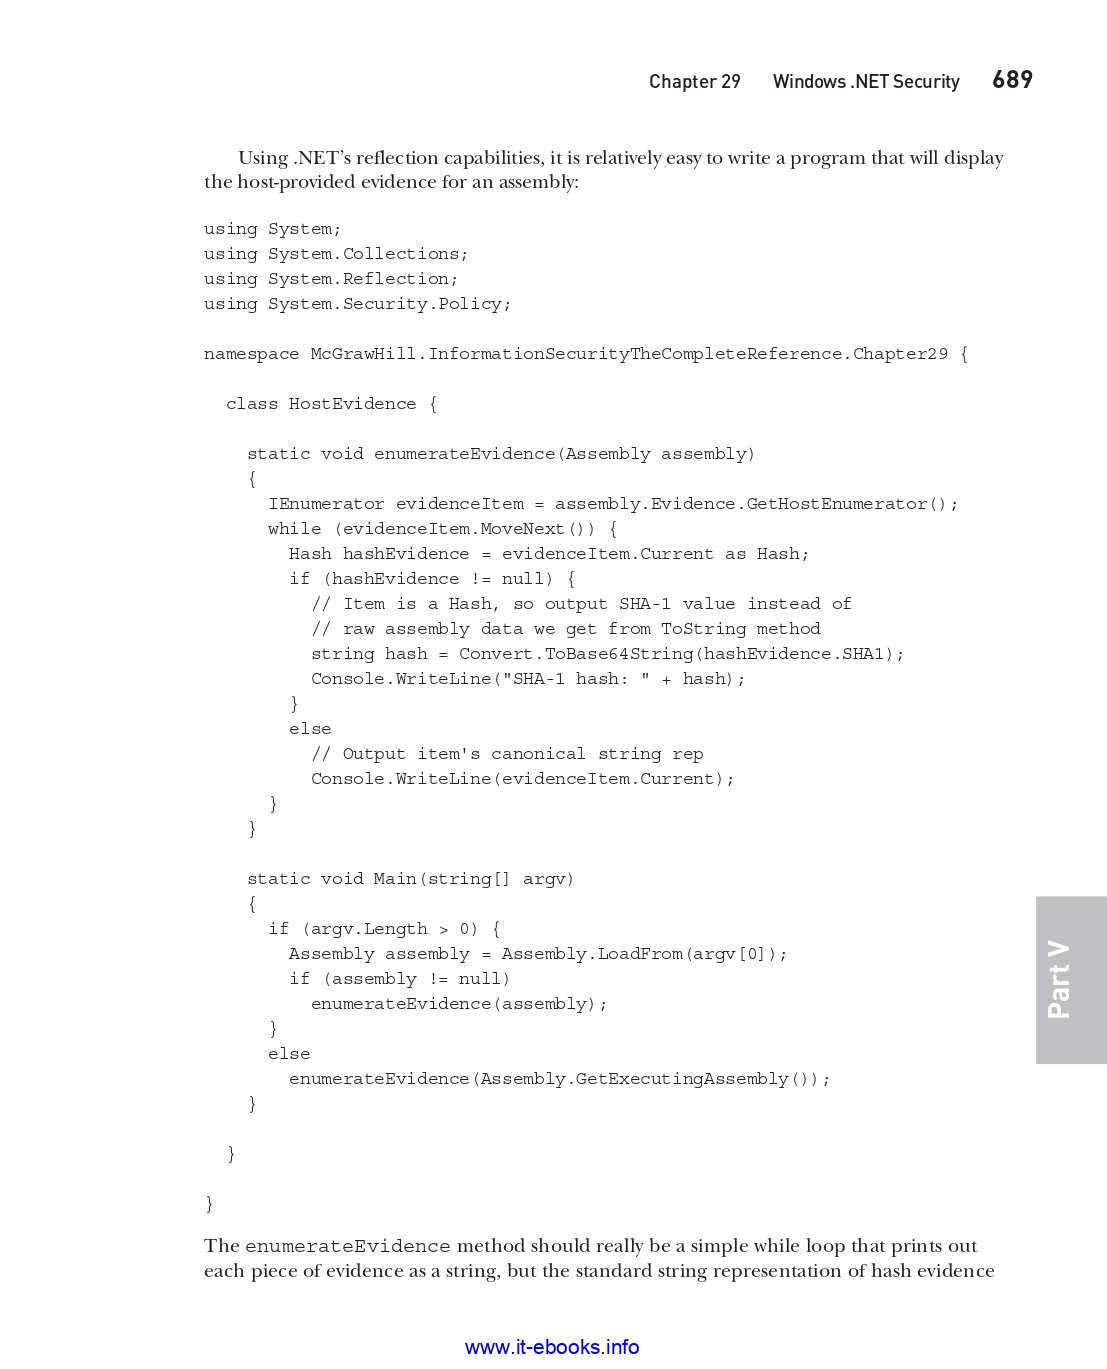 Chapter 29 Windows .NET Security 689
Using .NET’s reflection capabilities, it is relatively easy to write a program that will display
the host-provided evidence for an assembly:
using System;
using System.Collections;
using System.Reflection;
using System.Security.Policy;
namespace McGrawHill.InformationSecurityTheCompleteReference.Chapter29 {
class HostEvidence {
static void enumerateEvidence(Assembly assembly)
{
IEnumerator evidenceItem = assembly.Evidence.GetHostEnumerator();
while (evidenceItem.MoveNext()) {
Hash hashEvidence = evidenceItem.Current as Hash;
if (hashEvidence != null) {
// Item is a Hash, so output SHA-1 value instead of
// raw assembly data we get from ToString method
string hash = Convert.ToBase64String(hashEvidence.SHA1);
Console.WriteLine("SHA-1 hash: " + hash);
}
else
// Output item's canonical string rep
Console.WriteLine(evidenceItem.Current);
}
}
static void Main(string[] argv)
{
if (argv.Length > 0) {
Assembly assembly = Assembly.LoadFrom(argv[0]);
if (assembly != null)
enumerateEvidence(assembly);
}
else
enumerateEvidence(Assembly.GetExecutingAssembly());
}
}
}
Part V
The enumerateEvidence method should really be a simple while loop that prints out
each piece of evidence as a string, but the standard string representation of hash evidence
www.it-ebooks.info